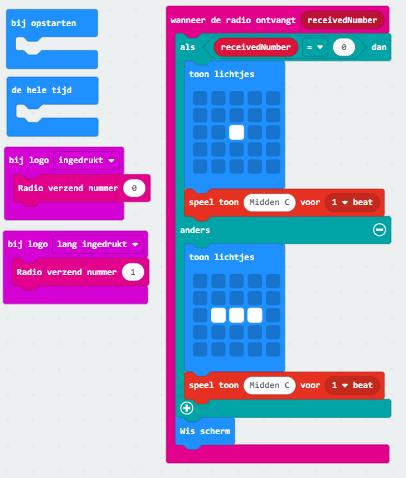 bij opstarten
de hele tijd
bij logo ingedrukt
Radio verzend nummer 0
bij logo lang ingedrukt
Radio verzend nummer 1
wanneer de radio ontvangt receivedNumber
als receivedNumber = 0 dan
toon lichtjes
speel toon Midden C voor 1 beat
anders
toon lichtjes
speel toon Midden C voor 1 beat
Wis scherm